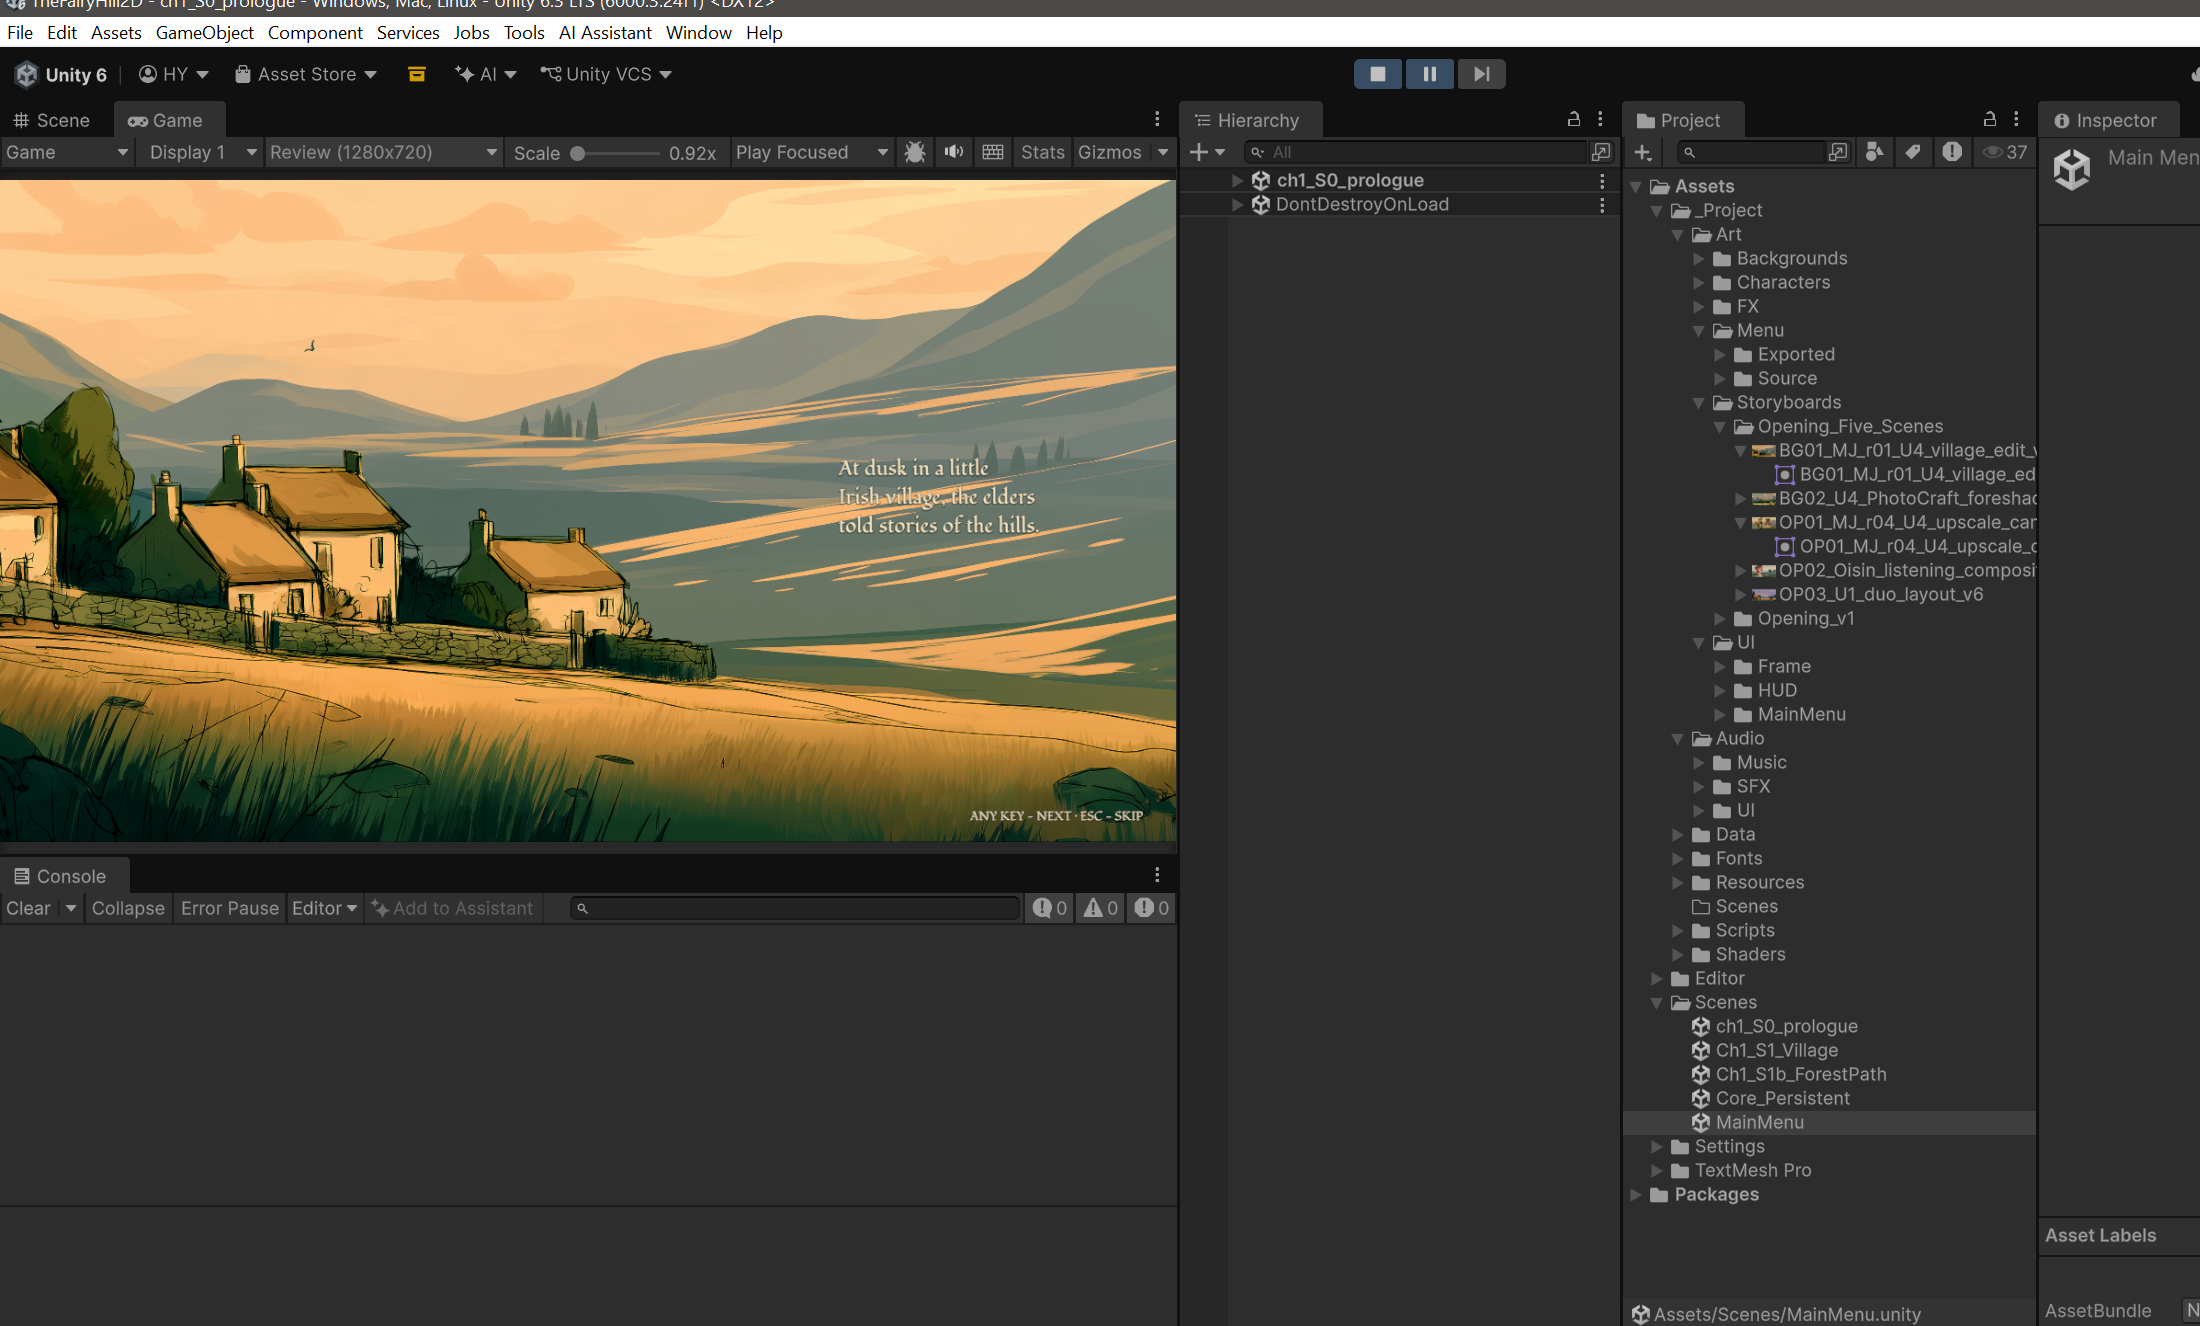 TheFairyHill2D - ch1_S0_prologue - Windows, Mac, Linux - Unity 6.3 LTS (6000.3.24f1) <DX12>
File Edit Assets GameObject Component Services Jobs Tools AI Assistant Window Help
Unity 6 HY Asset Store AI Unity VCS
Scene Game
Game Display 1 Review (1280x720) Scale 0.92x Play Focused Stats Gizmos
At dusk in a little
Irish village, the elders
told stories of the hills.
ANY KEY - NEXT · ESC - SKIP
Console
Clear Collapse Error Pause Editor Add to Assistant 0 0 0
Hierarchy
All
ch1_S0_prologue
DontDestroyOnLoad
Project
37
Assets
_Project
Art
Backgrounds
Characters
FX
Menu
Exported
Source
Storyboards
Opening_Five_Scenes
BG01_MJ_r01_U4_village_edit_v
BG01_MJ_r01_U4_village_ed
BG02_U4_PhotoCraft_foreshad
OP01_MJ_r04_U4_upscale_can
OP01_MJ_r04_U4_upscale_c
OP02_Oisin_listening_composi
OP03_U1_duo_layout_v6
Opening_v1
UI
Frame
HUD
MainMenu
Audio
Music
SFX
UI
Data
Fonts
Resources
Scenes
Scripts
Shaders
Editor
Scenes
ch1_S0_prologue
Ch1_S1_Village
Ch1_S1b_ForestPath
Core_Persistent
MainMenu
Settings
TextMesh Pro
Packages
Assets/Scenes/MainMenu.unity
Inspector
Main Men
Asset Labels
AssetBundle N